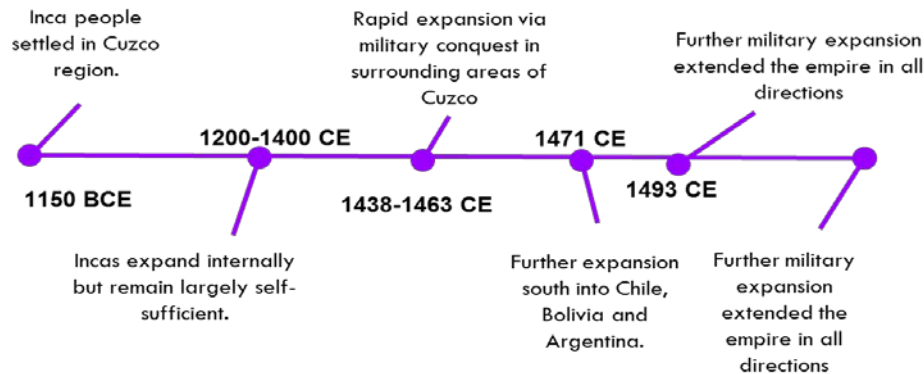 Inca people
settled in Cuzco
region.
1150 BCE
1200-1400 CE
Incas expand internally
but remain largely self-
sufficient.
Rapid expansion via
military conquest in
surrounding areas of
Cuzco
1438-1463 CE
1471 CE
Further expansion
south into Chile,
Bolivia and
Argentina.
Further military expansion
extended the empire in all
directions
1493 CE
Further military
expansion
extended the
empire in all
directions